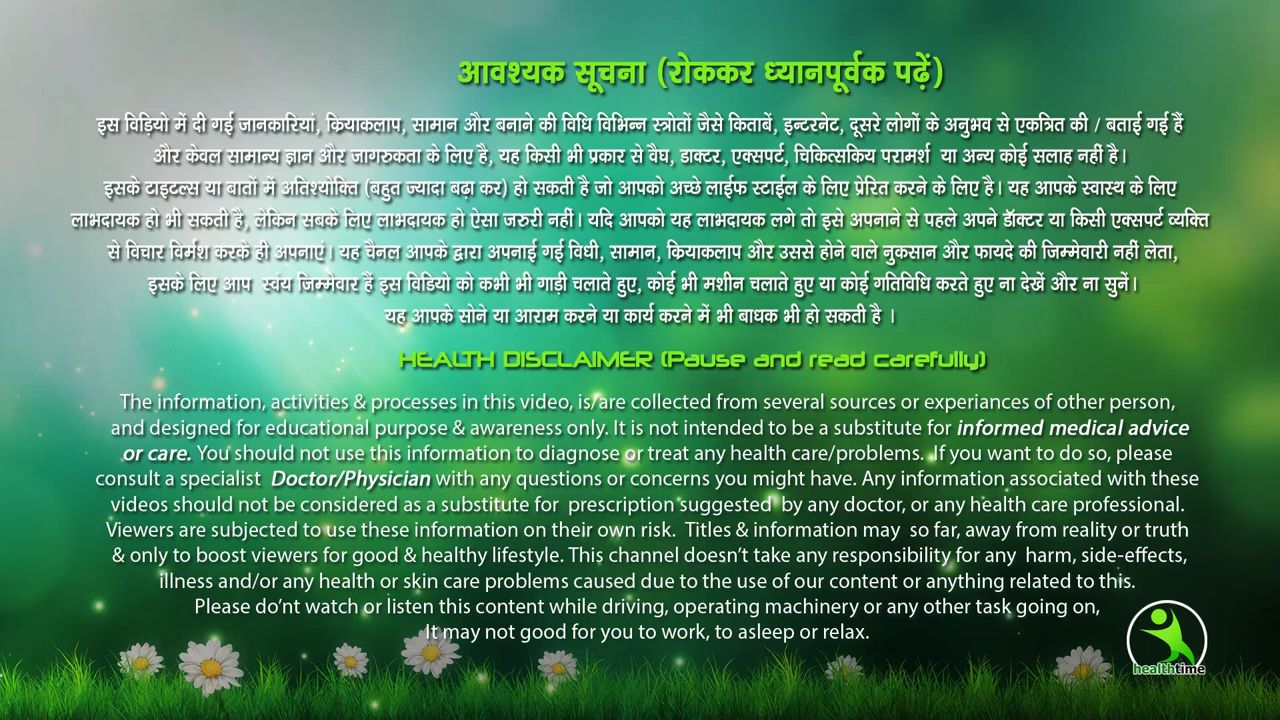 आवश्यक सूचना (रोककर ध्यानपूर्वक पढ़ें)
इस विड़ियो में दी गई जानकारियां, कियाकलाप, सामान और बनाने की विधि विभिन्न स्त्रोतों जैसे किताबें, इन्टरनेट, दूसरे लोगों के अनुभव से एकत्रित की / बताई गई हैं
और केवल सामान्य ज्ञान और जागरुकता के लिए है, यह किसी भी प्रकार से वैघ, डाक्टर, एक्सपर्ट, चिकित्सकिय परामर्श या अन्य कोई सलाह नहीं है।
इसके टाइटल्स या बातों में अतिश्योक्ति (बहुत ज्यादा बढ़ा कर) हो सकती है जो आपको अच्छे लाईफ स्टाईल के लिए प्रेरित करने के लिए है। यह आपके स्वास्थ के लिए
लाभदायक हो भी सकती है, लेकिन सबके लिए लाभदायक हो ऐसा जरुरी नहीं। यदि आपको यह लाभदायक लगे तो इसे अपनाने से पहले अपने डॅाक्टर या किसी एक्सपर्ट व्यक्ति
से विचार विर्मश करके ही अपनाएं। यह चैनल आपके द्वारा अपनाई गई विधी, सामान, कियाकलाप और उससे होने वाले नुकसान और फायदे की जिम्मेवारी नहीं लेता,
इसके लिए आप स्वंय जिम्मेवार हैं इस विडियो को कभी भी गाड़ी चलाते हुए, कोई भी मशीन चलाते हुए या कोई गतिविधि करते हुए ना देखें और ना सुनें।
यह आपके सोने या आराम करने या कार्य करने में भी बाधक भी हो सकती है ।
HEALTH DISCLAIMER (Pause and read carefully)
The information, activities & processes in this video, is/are collected from several sources or experiances of other person,
and designed for educational purpose & awareness only. It is not intended to be a substitute for informed medical advice
or care. You should not use this information to diagnose or treat any health care/problems. If you want to do so, please
consult a specialist Doctor/Physician with any questions or concerns you might have. Any information associated with these
videos should not be considered as a substitute for prescription suggested by any doctor, or any health care professional.
Viewers are subjected to use these information on their own risk. Titles & information may so far, away from reality or truth
& only to boost viewers for good & healthy lifestyle. This channel doesn't take any responsibility for any harm, side-effects,
illness and/or any health or skin care problems caused due to the use of our content or anything related to this.
Please do'nt watch or listen this content while driving, operating machinery or any other task going on,
It may not good for you to work, to asleep or relax.
healthtime